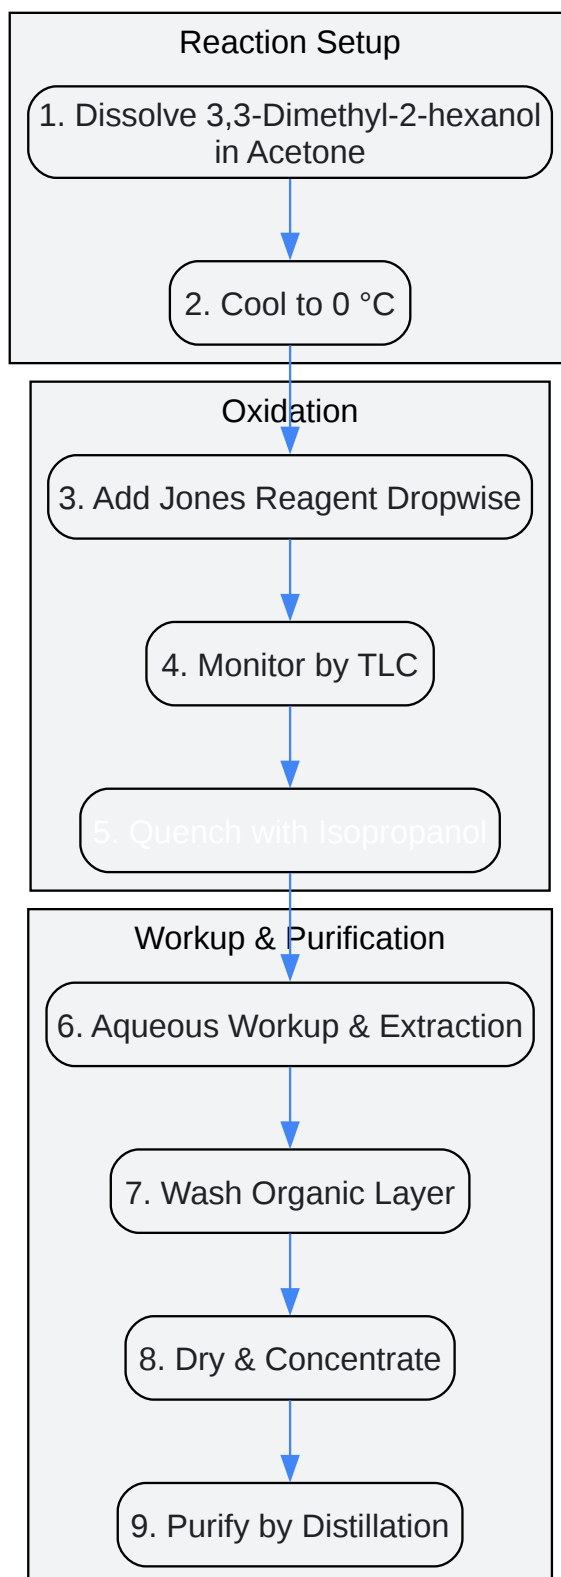 Reaction Setup
1. Dissolve 3,3-Dimethyl-2-hexanol
in Acetone
2. Cool to 0 °C
Oxidation
3. Add Jones Reagent Dropwise
4. Monitor by TLC
5. Quench with Isopropanol
Workup & Purification
6. Aqueous Workup & Extraction
7. Wash Organic Layer
8. Dry & Concentrate
9. Purify by Distillation